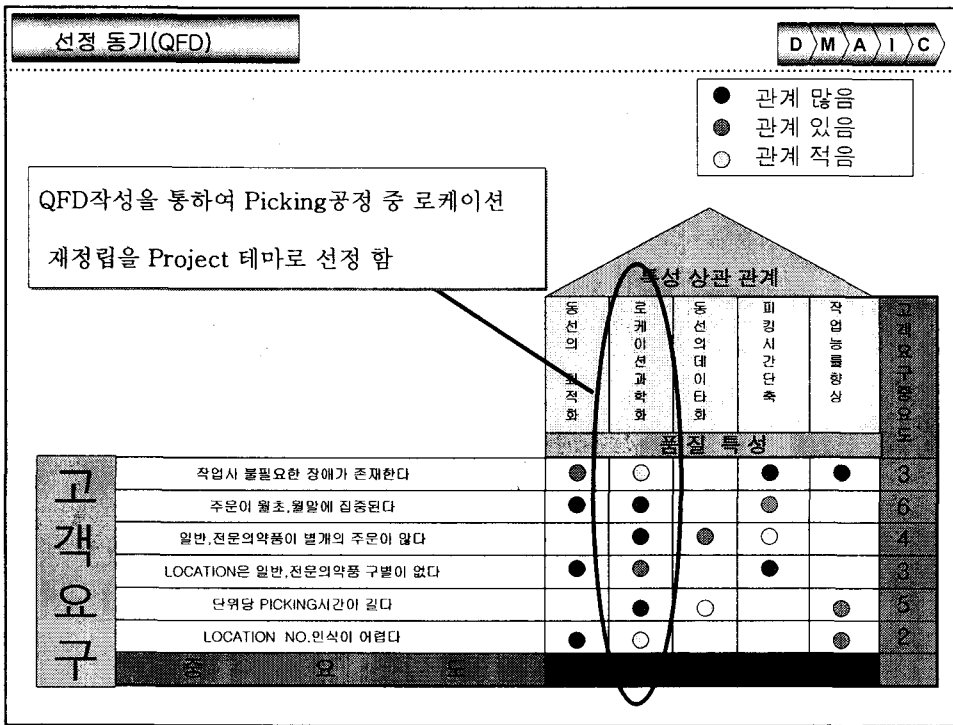 선정 동기(QFD)
D M A I C
관계 많음
관계 있음
관계 적음
QFD작성을 통하여 Picking공정 중 로케이션
재정립을 Project 테마로 선정 함
특성 상관 관계
동선의 최적화
로케이션과학화
동선의데이타화
피킹시간단축
작업능률향상
고객요구중요도
품질 특성
고객요구
작업시 불필요한 장애가 존재한다
3
주문이 월초,월말에 집중된다
6
일반,전문의약품이 별개의 주문이 많다
4
LOCATION은 일반,전문의약품 구별이 없다
3
단위당 PICKING시간이 길다
5
LOCATION NO.인식이 어렵다
2
중 요 도